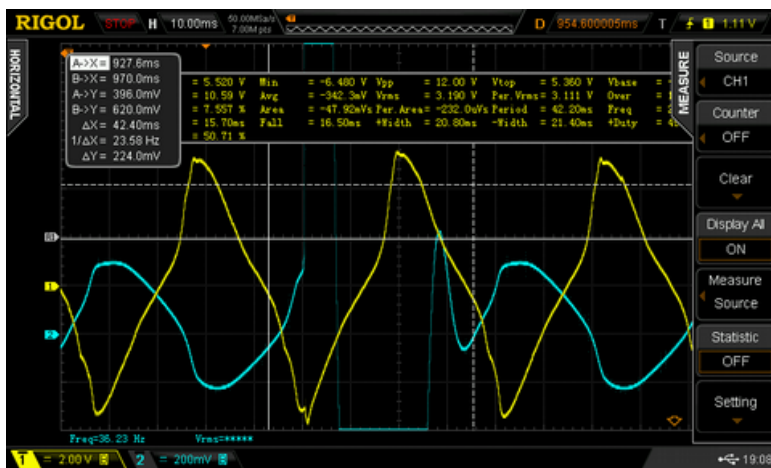 RIGOL STOP H 10.00ms 50.00MSa/s 7.00M pts D 954.600005ms T 1 1.11 V
HORIZONTAL
A->X= 927.6ms
B->X= 970.0ms
A->Y= 396.0mV
B->Y= 620.0mV
ΔX= 42.40ms
1/ΔX= 23.58 Hz
ΔY= 224.0mV
= 5.520 V Min = -6.480 V Vpp = 12.00 V Vtop = 5.360 V Vbase =
= 10.59 V Avg = -342.3mV Vrms = 3.190 V Per.Vrms= 3.111 V Over =
= 7.557 % Area = -47.92mVs Per.Area= -232.0uVs Period = 42.20ms Freq =
= 15.70ms Fall = 16.50ms +Width = 20.80ms -Width = 21.40ms +Duty =
= 50.71 %
MEASURE
Source
CH1
Counter
OFF
Clear
Display All
ON
Measure
Source
Statistic
OFF
Setting
1
2
Freq=36.23 Hz Vrms=*****
1 = 2.00 V 2 = 200mV 19:08